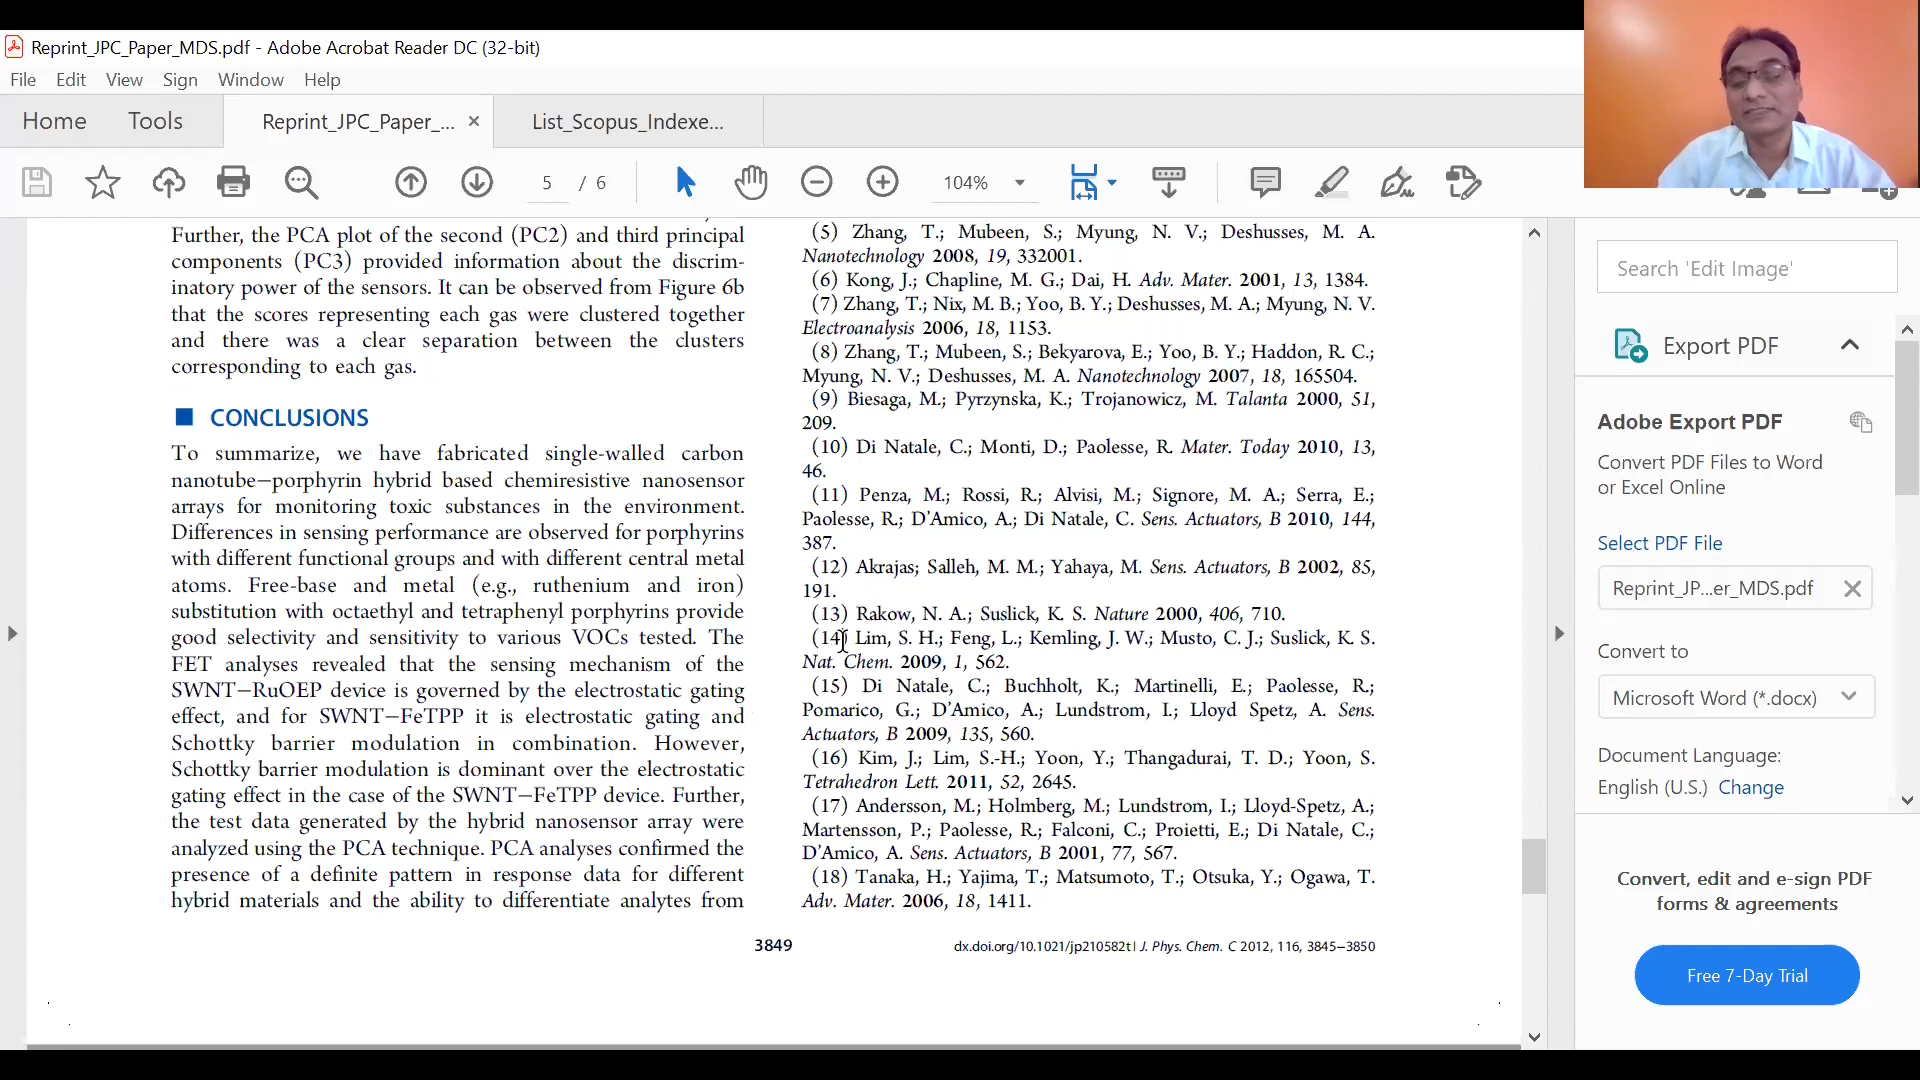 Reprint_JPC_Paper_MDS.pdf - Adobe Acrobat Reader DC (32-bit)
File Edit View Sign Window Help
Home Tools Reprint_JPC_Paper_... × List_Scopus_Indexe...
5 / 6 104%
Further, the PCA plot of the second (PC2) and third principal
components (PC3) provided information about the discrim-
inatory power of the sensors. It can be observed from Figure 6b
that the scores representing each gas were clustered together
and there was a clear separation between the clusters
corresponding to each gas.
■ CONCLUSIONS
To summarize, we have fabricated single-walled carbon
nanotube−porphyrin hybrid based chemiresistive nanosensor
arrays for monitoring toxic substances in the environment.
Differences in sensing performance are observed for porphyrins
with different functional groups and with different central metal
atoms. Free-base and metal (e.g., ruthenium and iron)
substitution with octaethyl and tetraphenyl porphyrins provide
good selectivity and sensitivity to various VOCs tested. The
FET analyses revealed that the sensing mechanism of the
SWNT−RuOEP device is governed by the electrostatic gating
effect, and for SWNT−FeTPP it is electrostatic gating and
Schottky barrier modulation in combination. However,
Schottky barrier modulation is dominant over the electrostatic
gating effect in the case of the SWNT−FeTPP device. Further,
the test data generated by the hybrid nanosensor array were
analyzed using the PCA technique. PCA analyses confirmed the
presence of a definite pattern in response data for different
hybrid materials and the ability to differentiate analytes from
(5) Zhang, T.; Mubeen, S.; Myung, N. V.; Deshusses, M. A.
Nanotechnology 2008, 19, 332001.
(6) Kong, J.; Chapline, M. G.; Dai, H. Adv. Mater. 2001, 13, 1384.
(7) Zhang, T.; Nix, M. B.; Yoo, B. Y.; Deshusses, M. A.; Myung, N. V.
Electroanalysis 2006, 18, 1153.
(8) Zhang, T.; Mubeen, S.; Bekyarova, E.; Yoo, B. Y.; Haddon, R. C.;
Myung, N. V.; Deshusses, M. A. Nanotechnology 2007, 18, 165504.
(9) Biesaga, M.; Pyrzynska, K.; Trojanowicz, M. Talanta 2000, 51,
209.
(10) Di Natale, C.; Monti, D.; Paolesse, R. Mater. Today 2010, 13,
46.
(11) Penza, M.; Rossi, R.; Alvisi, M.; Signore, M. A.; Serra, E.;
Paolesse, R.; D'Amico, A.; Di Natale, C. Sens. Actuators, B 2010, 144,
387.
(12) Akrajas; Salleh, M. M.; Yahaya, M. Sens. Actuators, B 2002, 85,
191.
(13) Rakow, N. A.; Suslick, K. S. Nature 2000, 406, 710.
(14) Lim, S. H.; Feng, L.; Kemling, J. W.; Musto, C. J.; Suslick, K. S.
Nat. Chem. 2009, 1, 562.
(15) Di Natale, C.; Buchholt, K.; Martinelli, E.; Paolesse, R.;
Pomarico, G.; D'Amico, A.; Lundstrom, I.; Lloyd Spetz, A. Sens.
Actuators, B 2009, 135, 560.
(16) Kim, J.; Lim, S.-H.; Yoon, Y.; Thangadurai, T. D.; Yoon, S.
Tetrahedron Lett. 2011, 52, 2645.
(17) Andersson, M.; Holmberg, M.; Lundstrom, I.; Lloyd-Spetz, A.;
Martensson, P.; Paolesse, R.; Falconi, C.; Proietti, E.; Di Natale, C.;
D'Amico, A. Sens. Actuators, B 2001, 77, 567.
(18) Tanaka, H.; Yajima, T.; Matsumoto, T.; Otsuka, Y.; Ogawa, T.
Adv. Mater. 2006, 18, 1411.
3849 dx.doi.org/10.1021/jp210582t | J. Phys. Chem. C 2012, 116, 3845−3850
Search 'Edit Image'
Export PDF
Adobe Export PDF
Convert PDF Files to Word
or Excel Online
Select PDF File
Reprint_JP...er_MDS.pdf
Convert to
Microsoft Word (*.docx)
Document Language:
English (U.S.) Change
Convert, edit and e-sign PDF
forms & agreements
Free 7-Day Trial